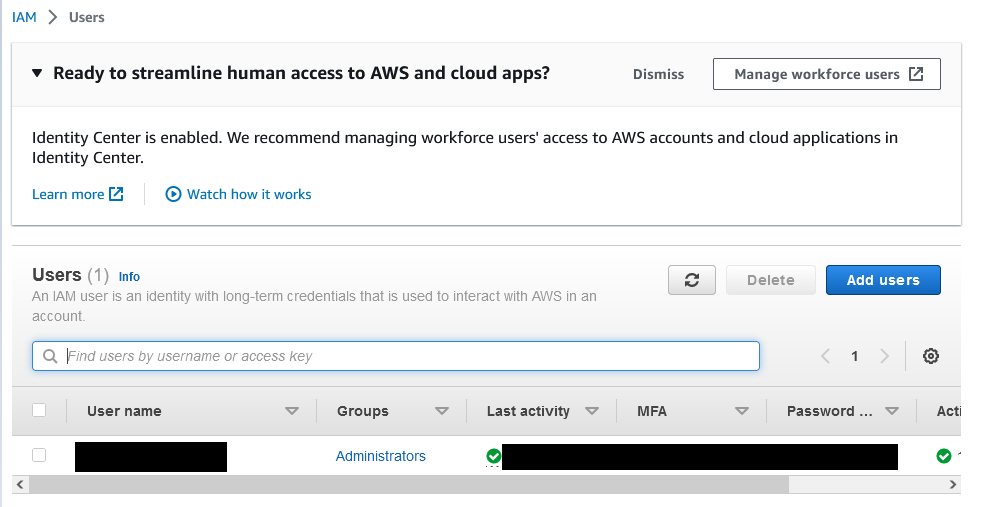 IAM > Users
Ready to streamline human access to AWS and cloud apps?
Dismiss
Manage workforce users
Identity Center is enabled. We recommend managing workforce users' access to AWS accounts and cloud applications in
Identity Center.
Learn more
Watch how it works
Users (1) Info
An IAM user is an identity with long-term credentials that is used to interact with AWS in an
account.
Delete
Add users
Find users by username or access key
1
User name Groups Last activity MFA Password ...
Administrators